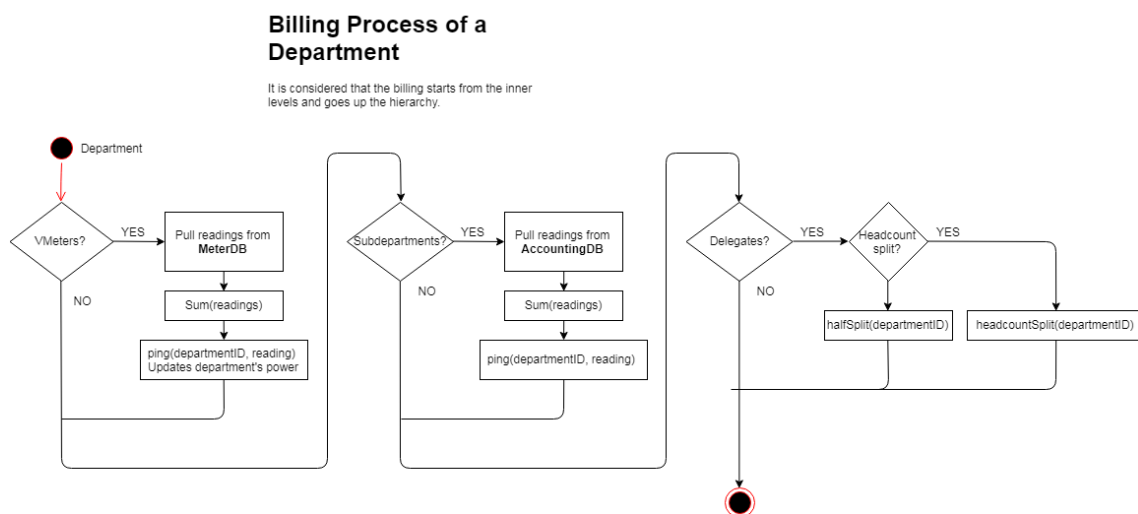 Billing Process of a
Department
It is considered that the billing starts from the inner
levels and goes up the hierarchy.
Department
VMeters?
YES
Pull readings from
MeterDB
NO
Sum(readings)
ping(departmentID, reading)
Updates department's power
Subdepartments?
YES
Pull readings from
AccountingDB
NO
Sum(readings)
ping(departmentID, reading)
Delegates?
YES
Headcount
split?
YES
NO
halfSplit(departmentID)
headcountSplit(departmentID)